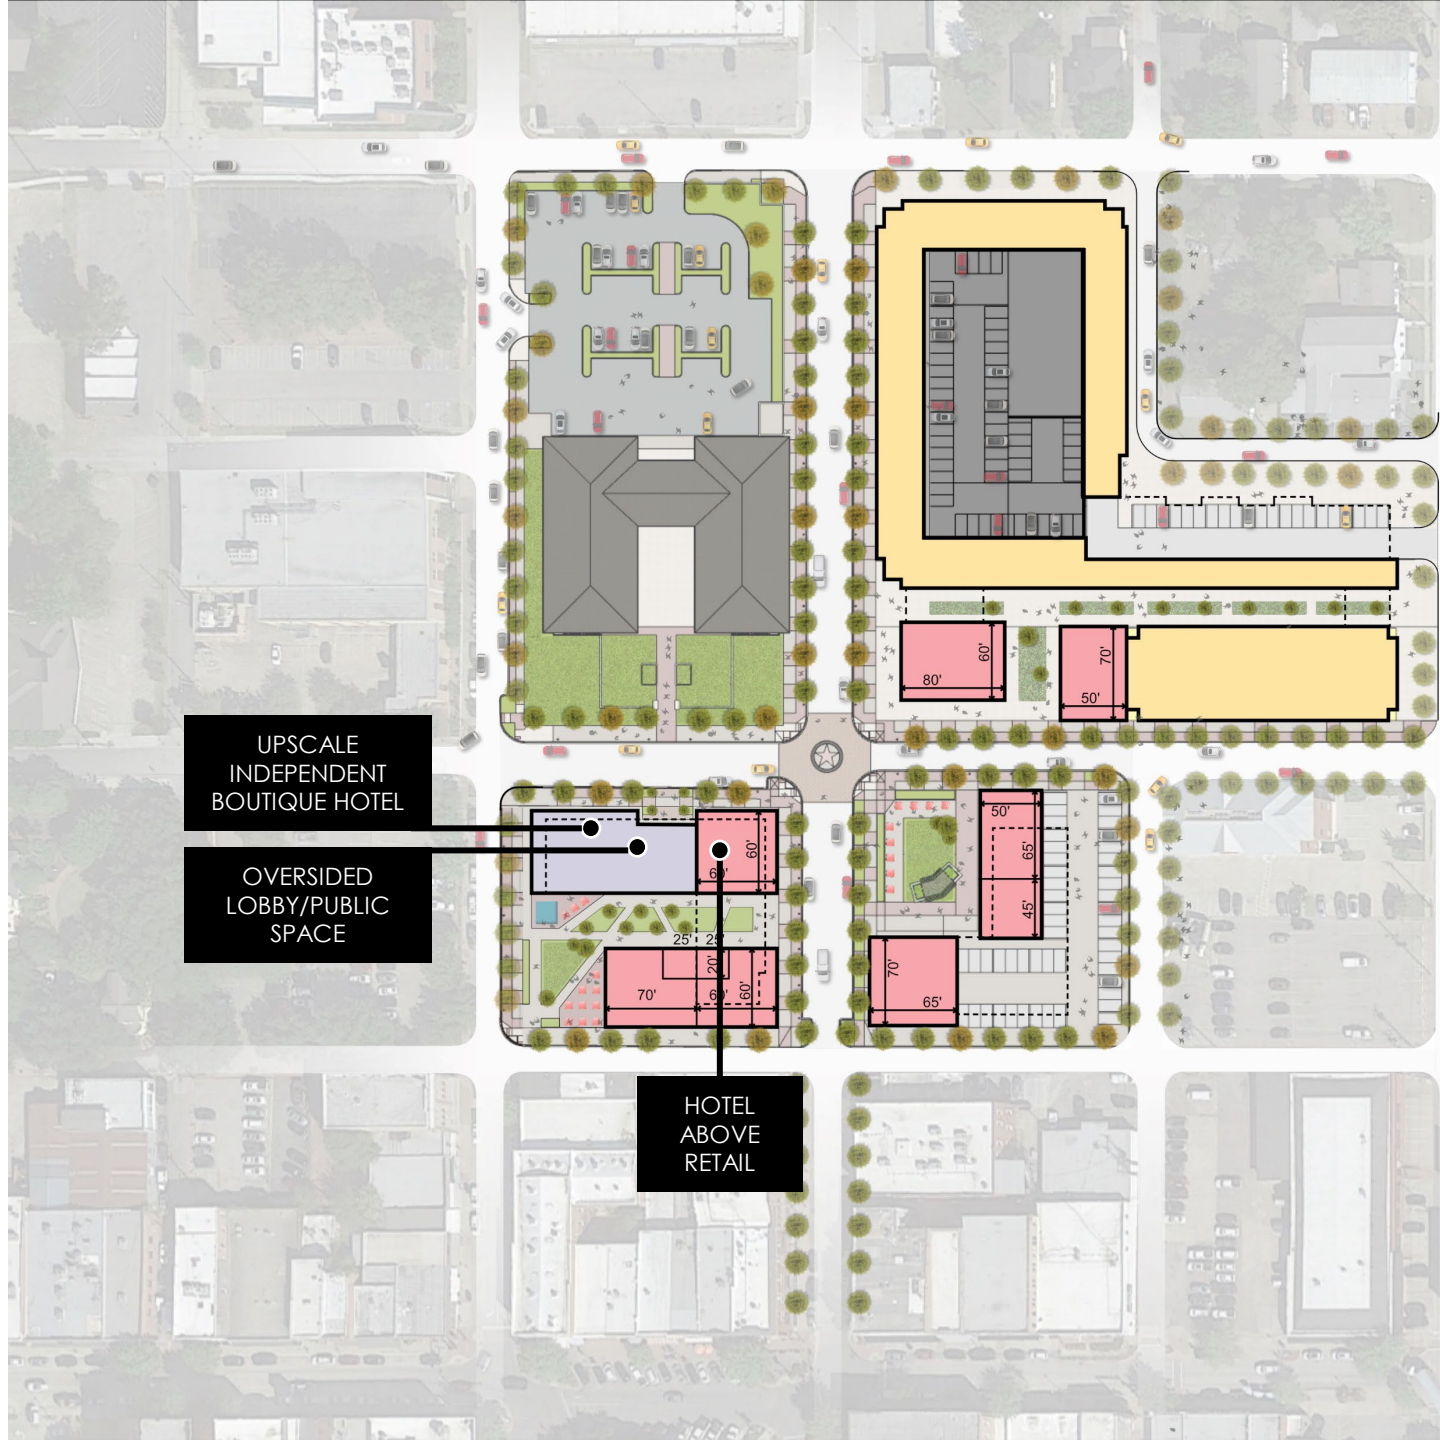 60'
80'
70'
50'
UPSCALE
INDEPENDENT
BOUTIQUE HOTEL
OVERSIDED
LOBBY/PUBLIC
SPACE
60'
60'
50'
65'
45'
25'
25'
20'
70'
60'
60'
70'
65'
HOTEL
ABOVE
RETAIL